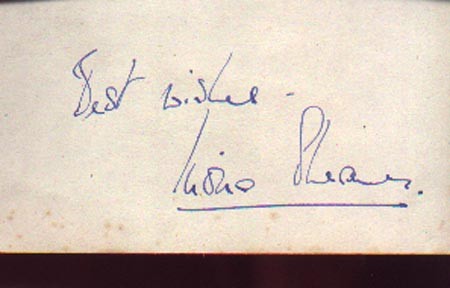 Best wishes -
Moira Shearer.